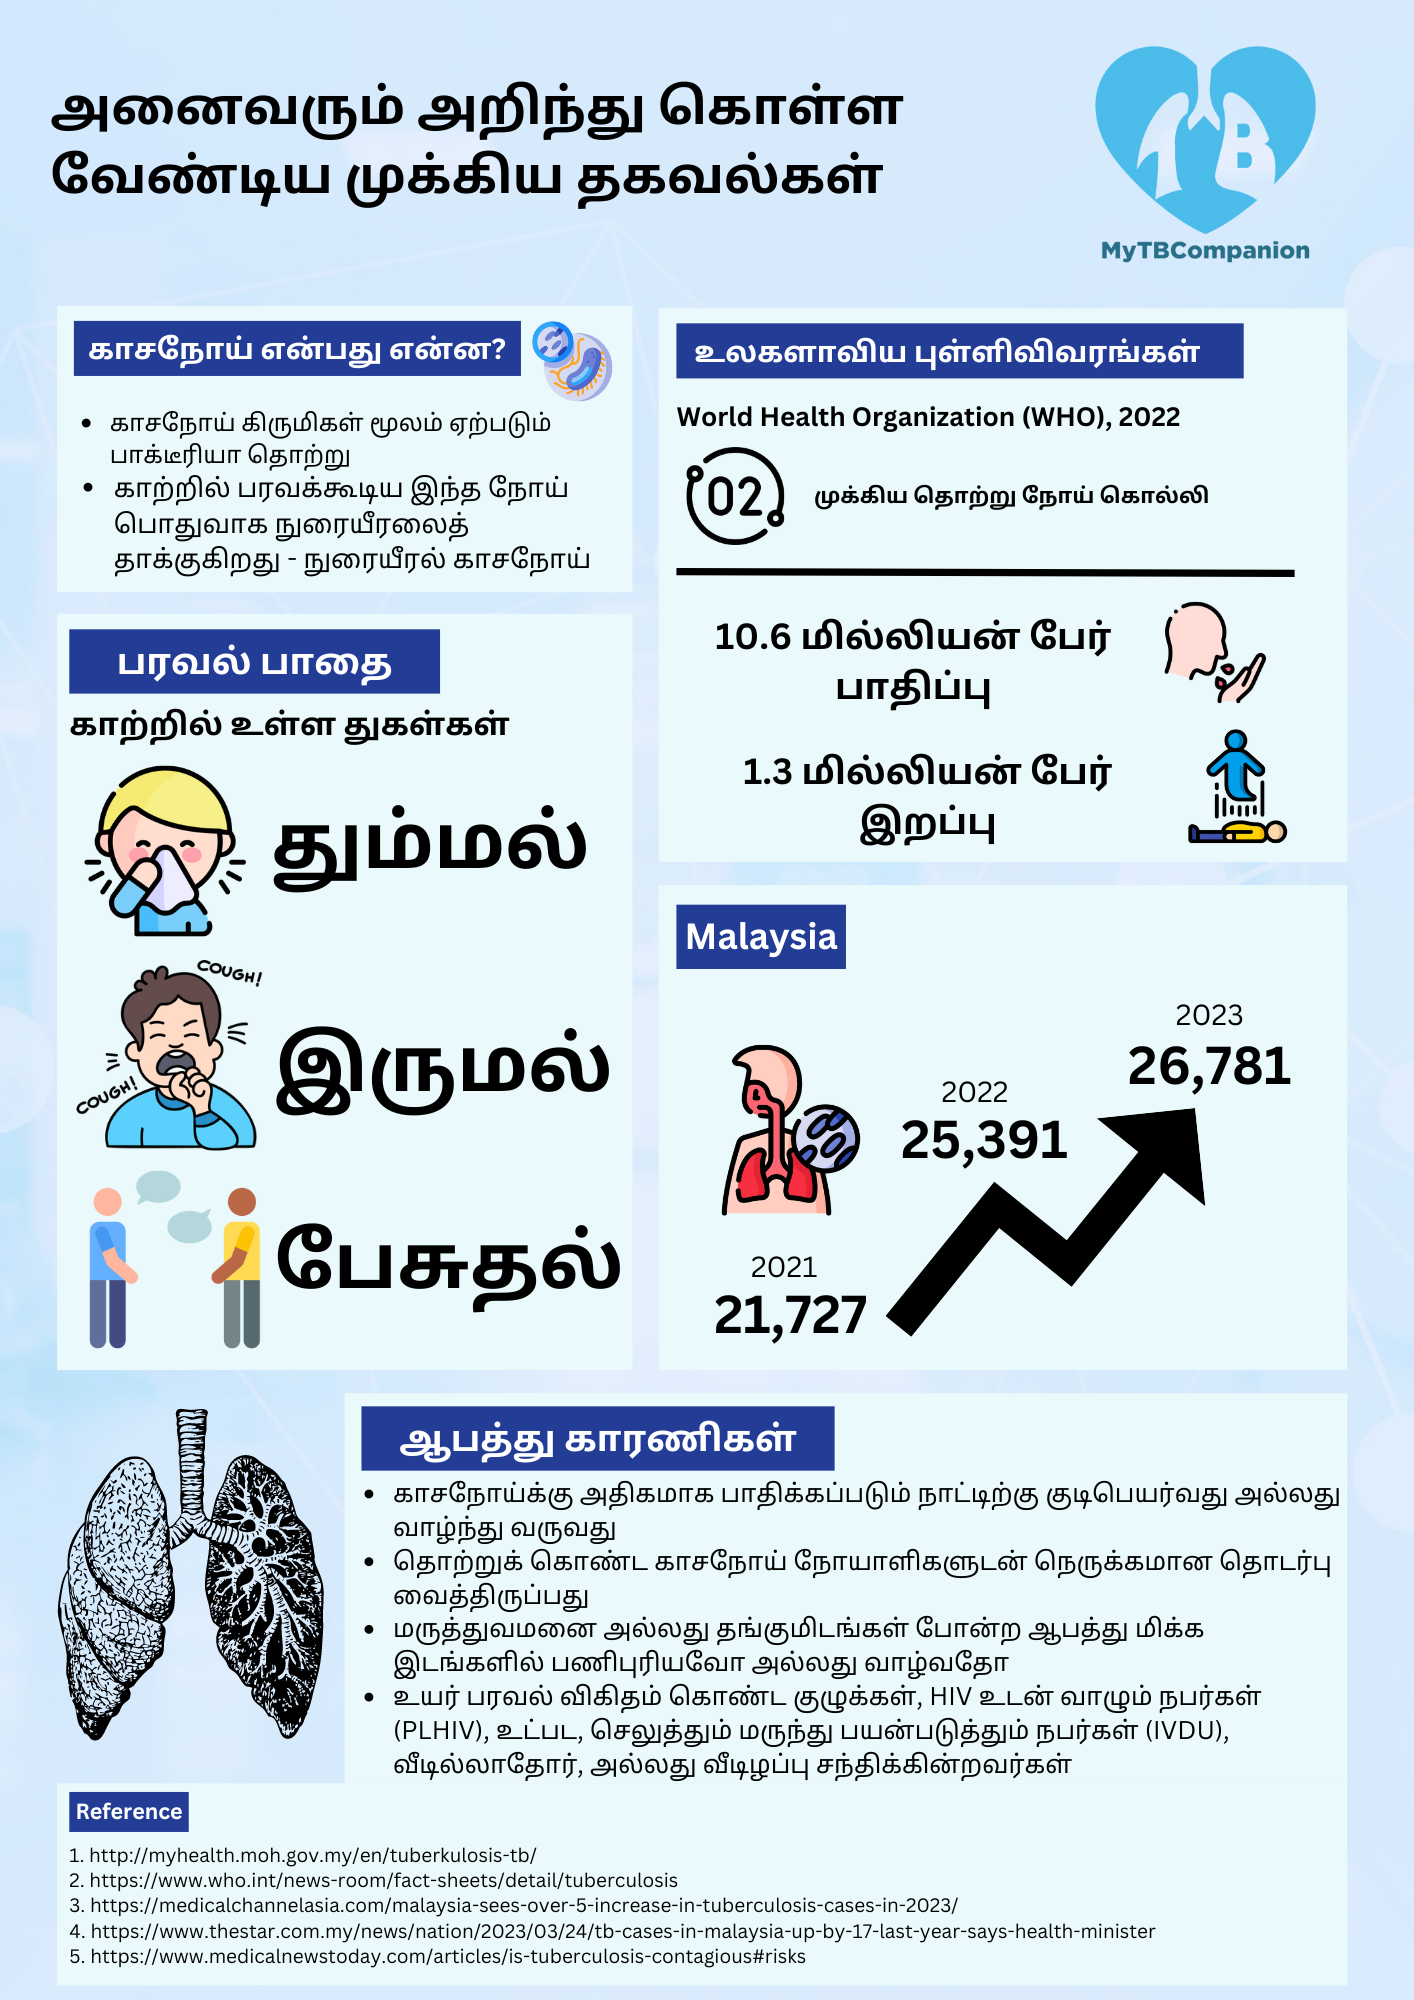 அனைவரும் அறிந்து கொள்ள
வேண்டிய முக்கிய தகவல்கள்
TB
MyTBCompanion
காசநோய் என்பது என்ன?
• காசநோய் கிருமிகள் மூலம் ஏற்படும்
பாக்டீரியா தொற்று
• காற்றில் பரவக்கூடிய இந்த நோய்
பொதுவாக நுரையீரலைத்
தாக்குகிறது - நுரையீரல் காசநோய்
பரவல் பாதை
காற்றில் உள்ள துகள்கள்
தும்மல்
COUGH!
COUGH!
இருமல்
பேசுதல்
உலகளாவிய புள்ளிவிவரங்கள்
World Health Organization (WHO), 2022
02
முக்கிய தொற்று நோய் கொல்லி
10.6 மில்லியன் பேர்
பாதிப்பு
1.3 மில்லியன் பேர்
இறப்பு
Malaysia
2023
26,781
2022
25,391
2021
21,727
ஆபத்து காரணிகள்
• காசநோய்க்கு அதிகமாக பாதிக்கப்படும் நாட்டிற்கு குடிபெயர்வது அல்லது
வாழ்ந்து வருவது
• தொற்றுக் கொண்ட காசநோய் நோயாளிகளுடன் நெருக்கமான தொடர்பு
வைத்திருப்பது
• மருத்துவமனை அல்லது தங்குமிடங்கள் போன்ற ஆபத்து மிக்க
இடங்களில் பணிபுரியவோ அல்லது வாழ்வதோ
• உயர் பரவல் விகிதம் கொண்ட குழுக்கள், HIV உடன் வாழும் நபர்கள்
(PLHIV), உட்பட, செலுத்தும் மருந்து பயன்படுத்தும் நபர்கள் (IVDU),
வீடில்லாதோர், அல்லது வீடிழப்பு சந்திக்கின்றவர்கள்
Reference
1. http://myhealth.moh.gov.my/en/tuberkulosis-tb/
2. https://www.who.int/news-room/fact-sheets/detail/tuberculosis
3. https://medicalchannelasia.com/malaysia-sees-over-5-increase-in-tuberculosis-cases-in-2023/
4. https://www.thestar.com.my/news/nation/2023/03/24/tb-cases-in-malaysia-up-by-17-last-year-says-health-minister
5. https://www.medicalnewstoday.com/articles/is-tuberculosis-contagious#risks